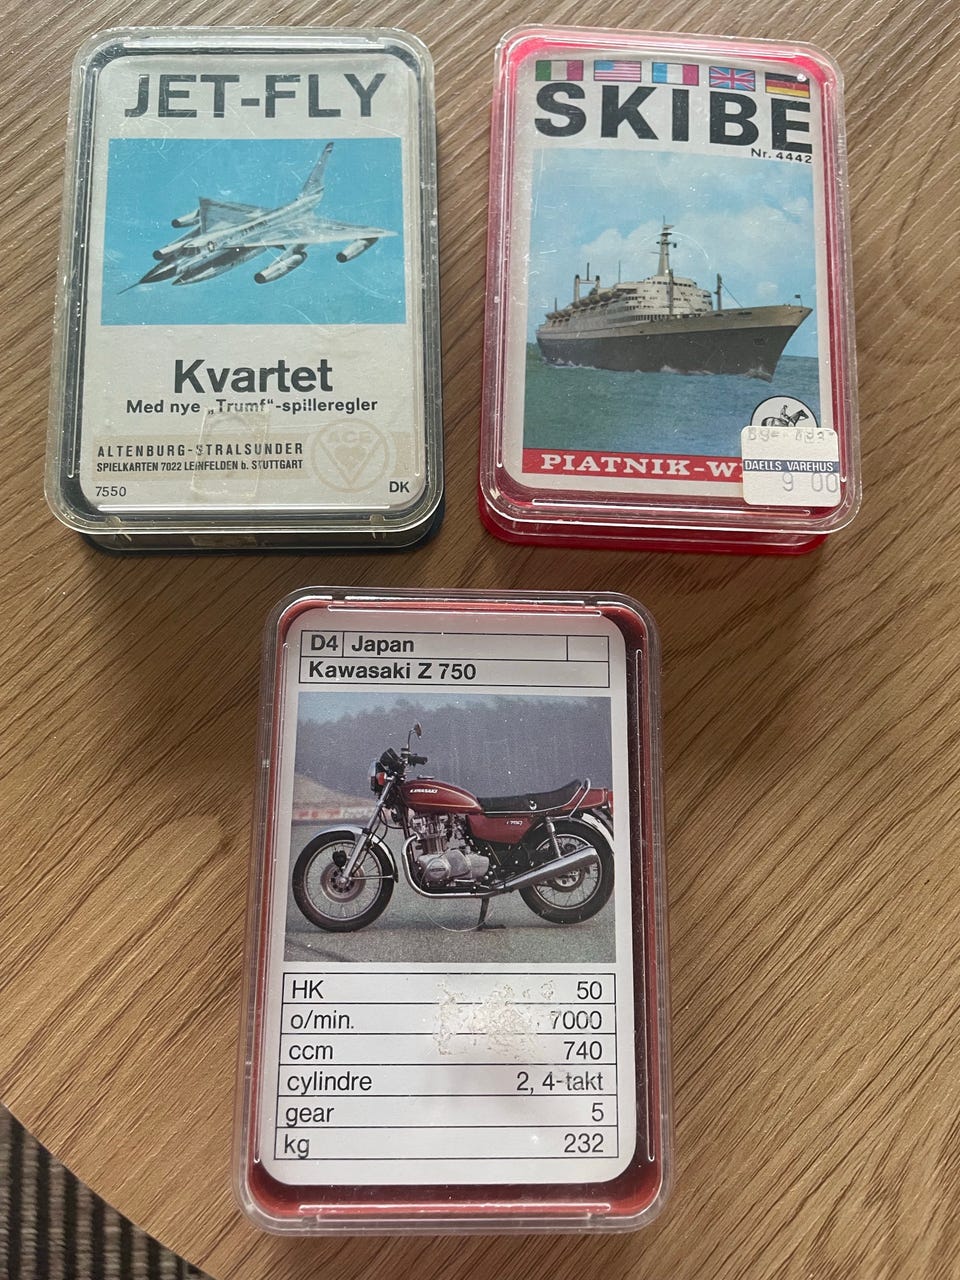 JET-FLY
Kvartet
Med nye „Trumf“-spilleregler
ALTENBURG-STRALSUNDER
SPIELKARTEN 7022 LEINFELDEN b. STUTTGART
7550
DK
SKIBE
Nr. 4442
PIATNIK-W
DAELLS VAREHUS
9 00
D4 Japan
Kawasaki Z 750
KAWASAKI
HK 50
o/min. 7000
ccm 740
cylindre 2, 4-takt
gear 5
kg 232